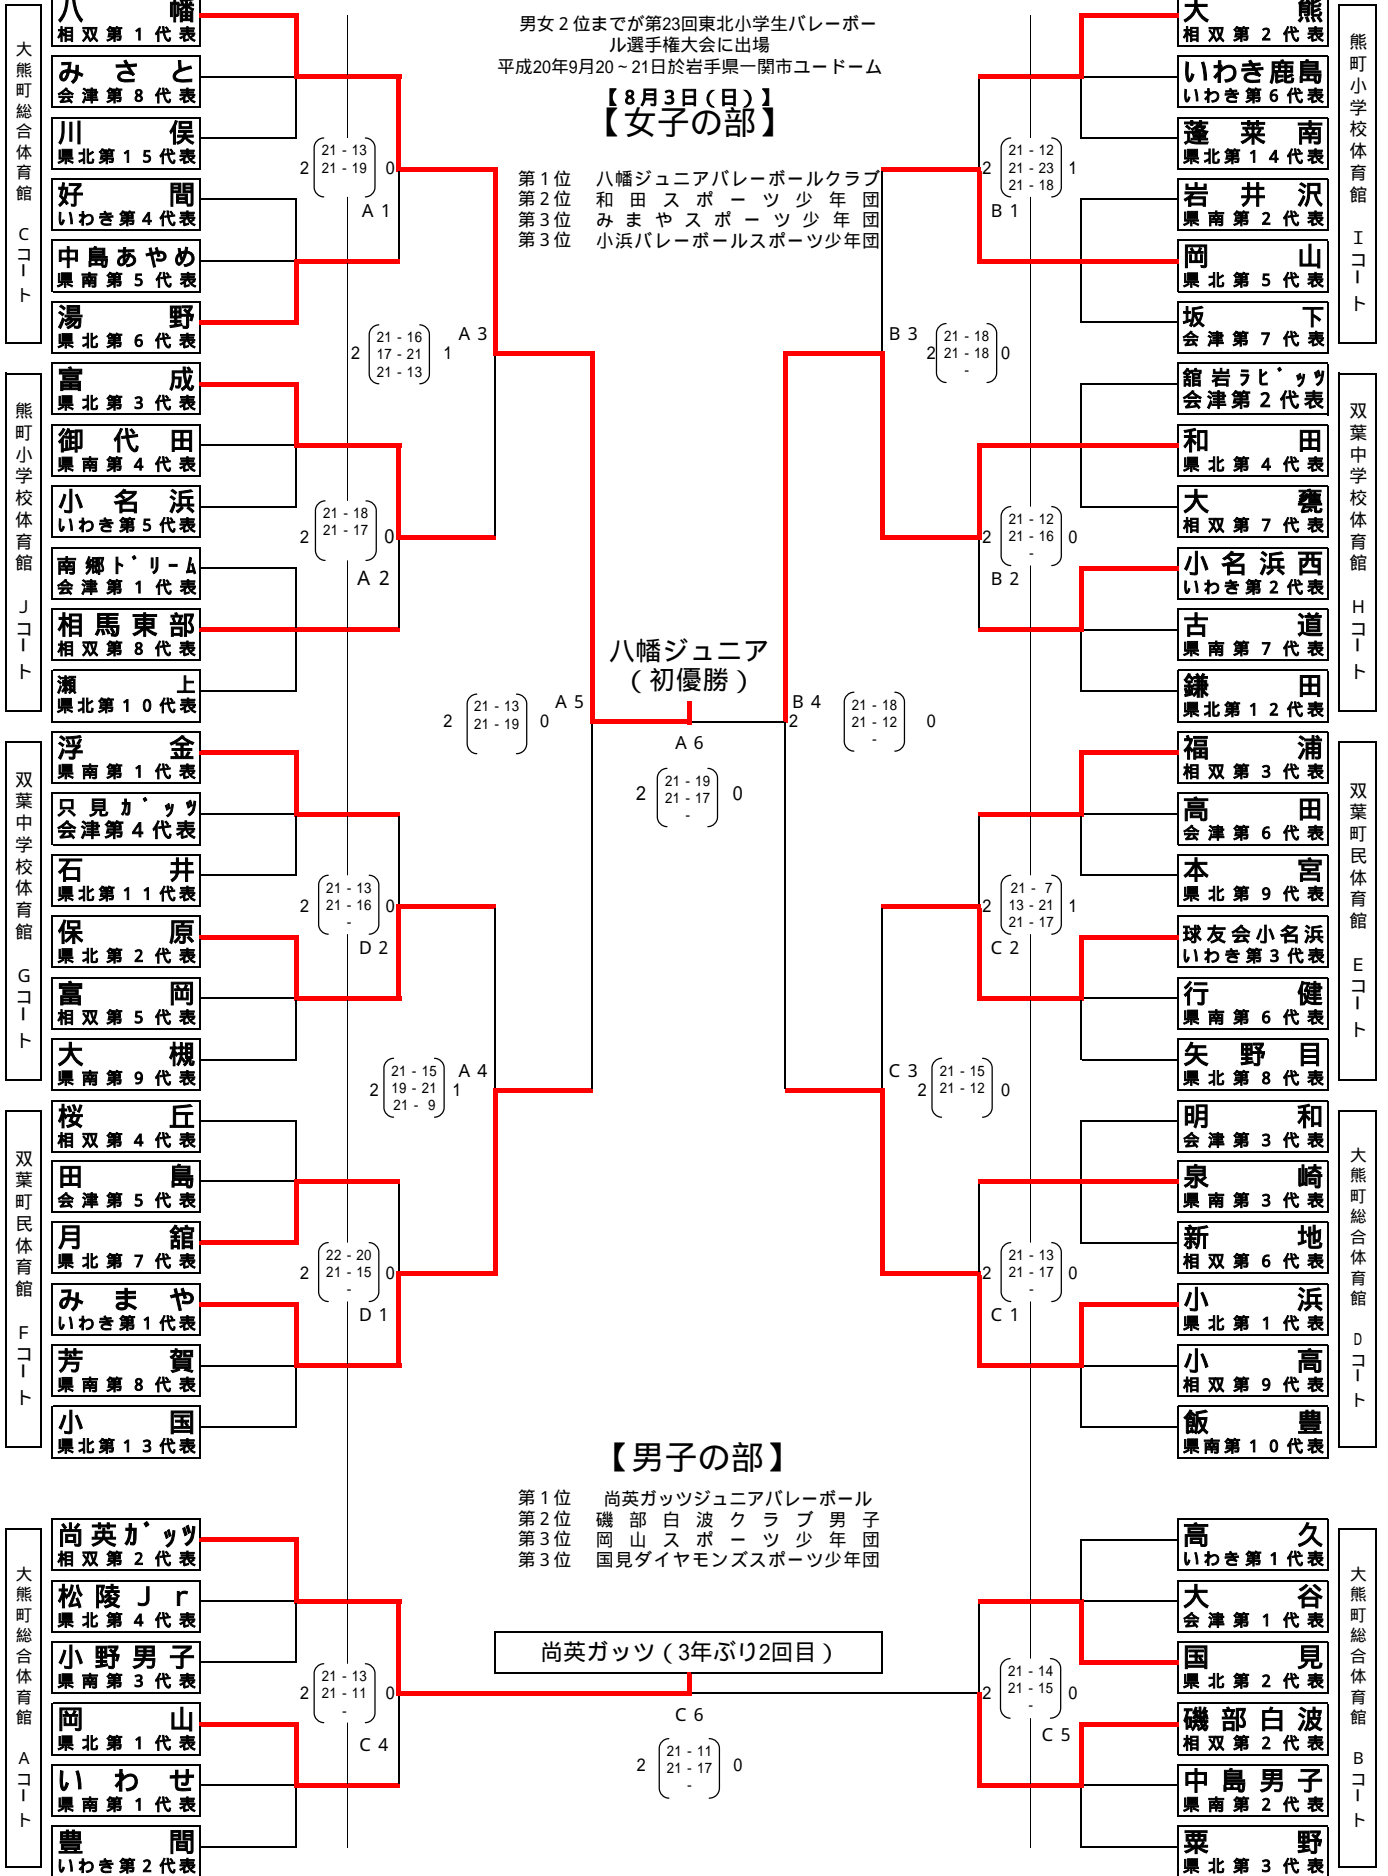 男女２位までが第23回東北小学生バレーボー
ル選手権大会に出場
平成20年9月20～21日於岩手県一関市ユードーム
【８月３日（日）】
【女子の部】
第１位　八幡ジュニアバレーボールクラブ
第２位　和田スポーツ少年団
第３位　みまやスポーツ少年団
第３位　小浜バレーボールスポーツ少年団
大熊町総合体育館　Cコート
八幡
相双第１代表
みさと
会津第８代表
川俣
県北第１５代表
好間
いわき第４代表
中島あやめ
県南第５代表
湯野
県北第６代表
熊町小学校体育館　Jコート
富成
県北第３代表
御代田
県南第４代表
小名浜
いわき第５代表
南郷ﾄﾞﾘｰﾑ
会津第１代表
相馬東部
相双第８代表
瀬上
県北第１０代表
双葉中学校体育館　Gコート
浮金
県南第１代表
只見ｶﾞｯﾂ
会津第４代表
石井
県北第１１代表
保原
県北第２代表
富岡
相双第５代表
大槻
県南第９代表
双葉町民体育館　Fコート
桜丘
相双第４代表
田島
会津第５代表
月舘
県北第７代表
みまや
いわき第１代表
芳賀
県南第８代表
小国
県北第１３代表
2 21 - 13 0
21 - 19
A 1
2 21 - 16 1
17 - 21
21 - 13
A 3
2 21 - 18 0
21 - 17
A 2
2 21 - 13 0
21 - 19
A 5
2 21 - 13 0
21 - 16
-
D 2
2 21 - 15 1
19 - 21
21 - 9
A 4
2 22 - 20 0
21 - 15
-
D 1
八幡ジュニア
（初優勝）
A 6
2 21 - 19 0
21 - 17
-
2 21 - 12 1
21 - 23
21 - 18
B 1
B 3
2 21 - 18 0
21 - 18
-
2 21 - 12 0
21 - 16
-
B 2
B 4
2 21 - 18 0
21 - 12
-
2 21 - 7 1
13 - 21
21 - 17
C 2
C 3
2 21 - 15 0
21 - 12
2 21 - 13 0
21 - 17
-
C 1
熊町小学校体育館　Iコート
大熊
相双第２代表
いわき鹿島
いわき第６代表
蓬莱南
県北第１４代表
岩井沢
県南第２代表
岡山
県北第５代表
坂下
会津第７代表
双葉中学校体育館　Hコート
舘岩ﾗﾋﾞｯﾂ
会津第２代表
和田
県北第４代表
大甕
相双第７代表
小名浜西
いわき第２代表
古道
県南第７代表
鎌田
県北第１２代表
双葉町民体育館　Eコート
福浦
相双第３代表
高田
会津第６代表
本宮
県北第９代表
球友会小名浜
いわき第３代表
行健
県南第６代表
矢野目
県北第８代表
大熊町総合体育館　Dコート
明和
会津第３代表
泉崎
県南第３代表
新地
相双第６代表
小浜
県北第１代表
小高
相双第９代表
飯豊
県南第１０代表
【男子の部】
第１位　尚英ガッツジュニアバレーボール
第２位　磯部白波クラブ男子
第３位　岡山スポーツ少年団
第３位　国見ダイヤモンズスポーツ少年団
大熊町総合体育館　Aコート
尚英ｶﾞｯﾂ
相双第２代表
松陵Ｊｒ
県北第４代表
小野男子
県南第３代表
岡山
県北第１代表
いわせ
県南第１代表
豊間
いわき第２代表
2 21 - 13 0
21 - 11
-
C 4
尚英ガッツ（3年ぶり2回目）
C 6
2 21 - 11 0
21 - 17
-
2 21 - 14 0
21 - 15
-
C 5
高久
いわき第１代表
大谷
会津第１代表
国見
県北第２代表
磯部白波
相双第２代表
中島男子
県南第２代表
粟野
県北第３代表
大熊町総合体育館　Bコート